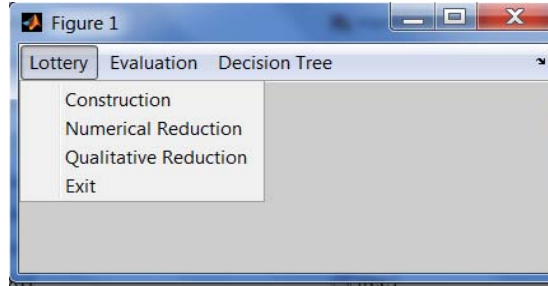 Figure 1
Lottery Evaluation Decision Tree
Construction
Numerical Reduction
Qualitative Reduction
Exit